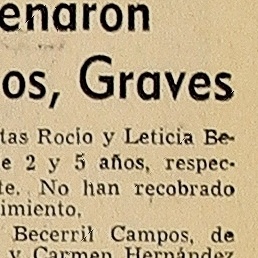 enaron
os, Graves
tas Rocío y Leticia Be-
e 2 y 5 años, respec-
te. No han recobrado
imiento.
Becerril Campos, de
y Carmen Hernández